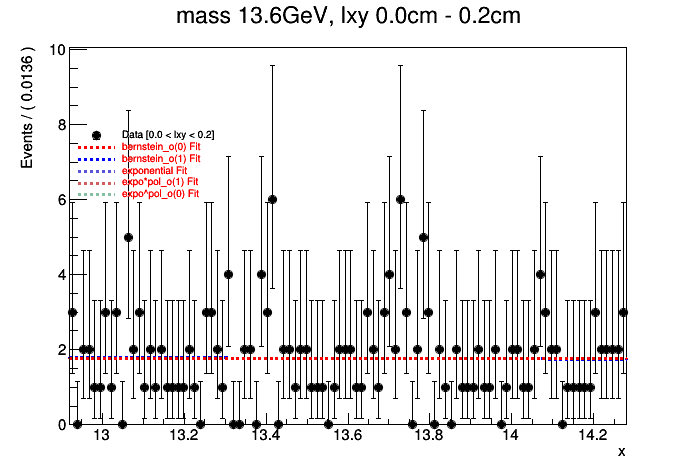 mass 13.6GeV, lxy 0.0cm - 0.2cm
Events / ( 0.0136 )
10
8
6
4
2
0
Data [0.0 < lxy < 0.2]
bernstein_o(0) Fit
bernstein_o(1) Fit
exponential Fit
expo*pol_o(1) Fit
expo^pol_o(0) Fit
13 13.2 13.4 13.6 13.8 14 14.2
x